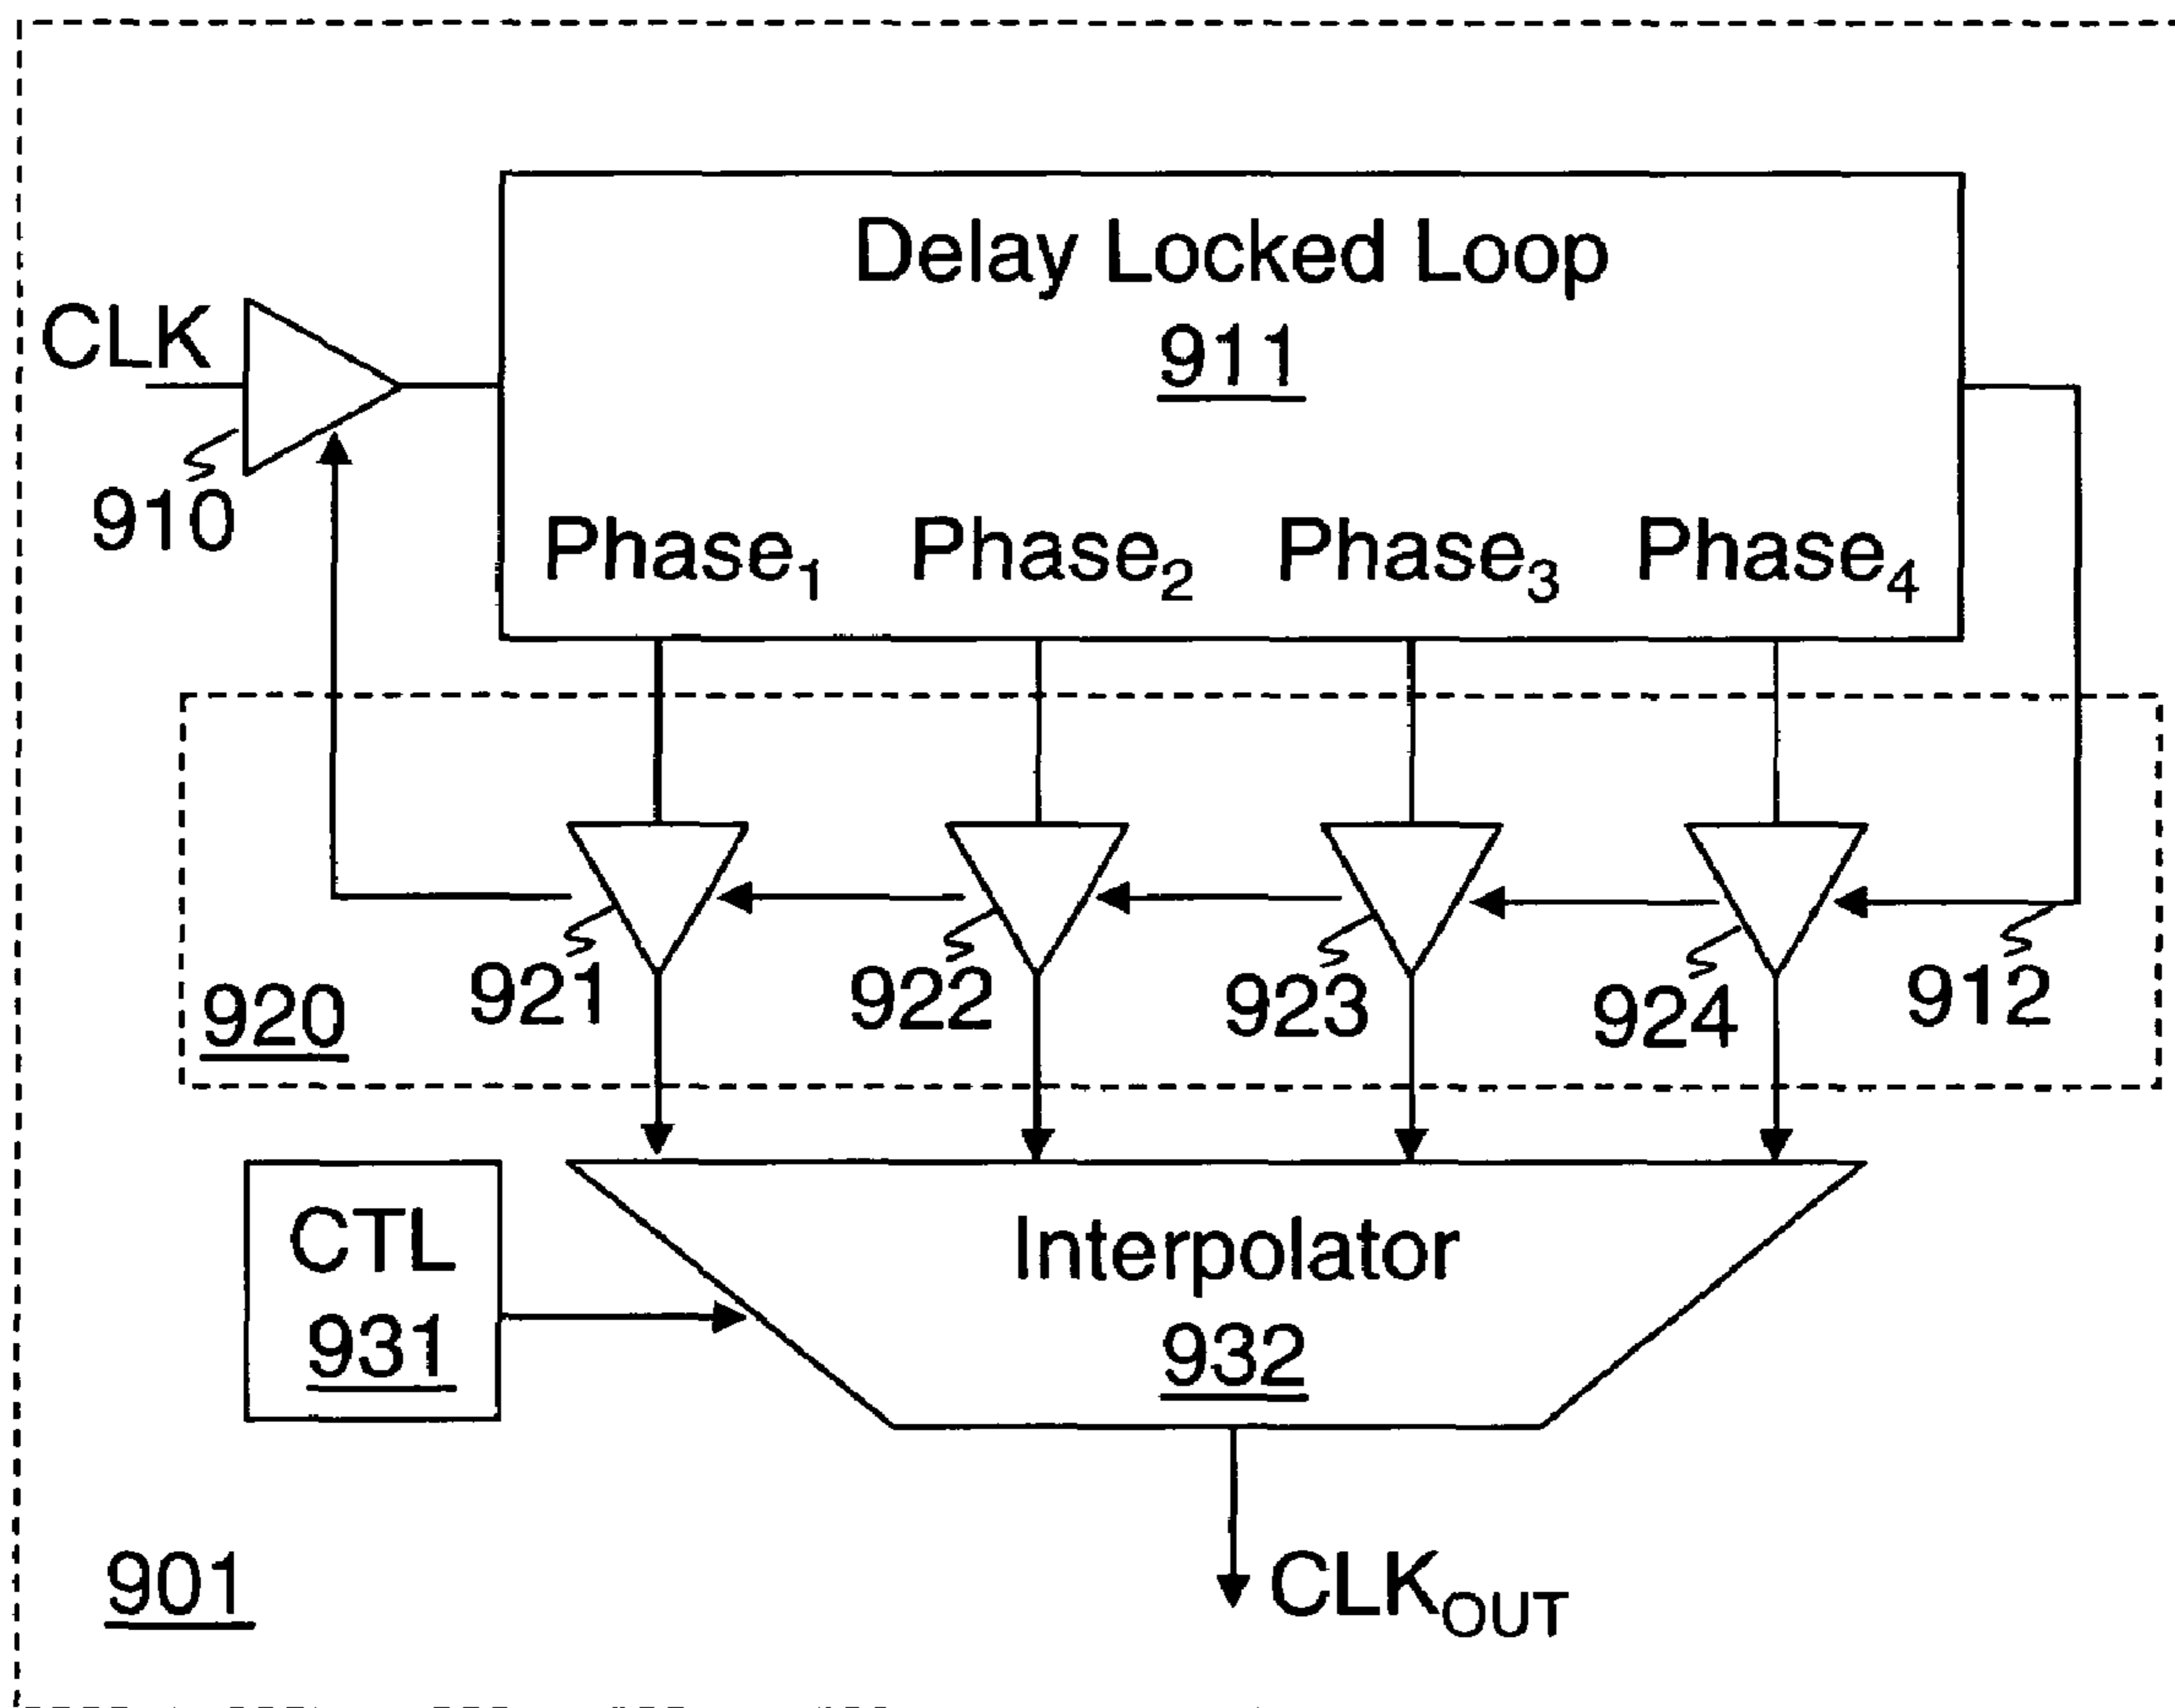 Delay Locked Loop
911
CLK
910
Phase₁ Phase₂ Phase₃ Phase₄
921 922 923 924 912
920
CTL
931
Interpolator
932
901
CLK_OUT